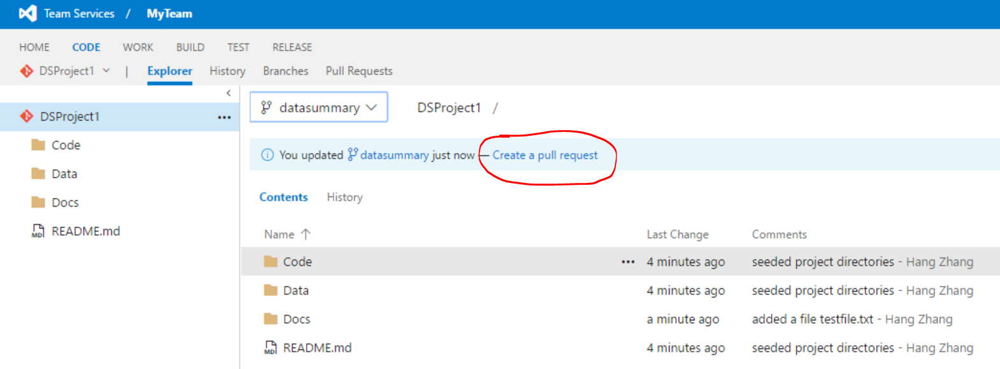 Team Services / MyTeam
HOME CODE WORK BUILD TEST RELEASE
DSProject1 | Explorer History Branches Pull Requests
DSProject1 ...
Code
Data
Docs
MD README.md
datasummary DSProject1 /
You updated datasummary just now — Create a pull request
Contents History
Name ↑ Last Change Comments
Code ... 4 minutes ago seeded project directories - Hang Zhang
Data 4 minutes ago seeded project directories - Hang Zhang
Docs a minute ago added a file testfile.txt - Hang Zhang
MD README.md 4 minutes ago seeded project directories - Hang Zhang